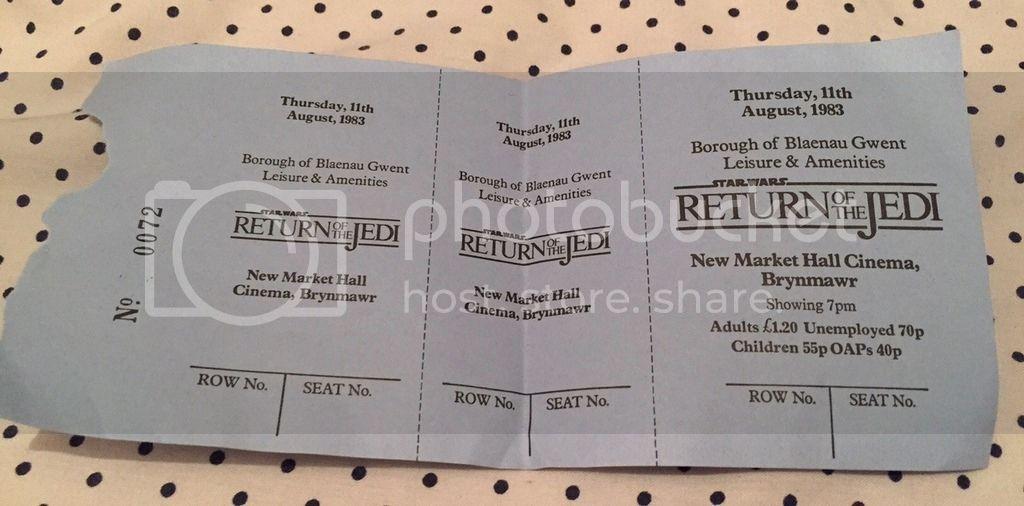 No. 0072
Thursday, 11th
August, 1983
Borough of Blaenau Gwent
Leisure & Amenities
STAR WARS
RETURN OF THE JEDI
New Market Hall
Cinema, Brynmawr
ROW No.
SEAT No.
Thursday, 11th
August, 1983
Borough of Blaenau Gwent
Leisure & Amenities
STAR WARS
RETURN OF THE JEDI
New Market Hall
Cinema, Brynmawr
ROW No.
SEAT No.
Thursday, 11th
August, 1983
Borough of Blaenau Gwent
Leisure & Amenities
STAR WARS
RETURN OF THE JEDI
New Market Hall Cinema,
Brynmawr
Showing 7pm
Adults £1.20 Unemployed 70p
Children 55p OAPs 40p
ROW No.
SEAT No.
photobucket
host. store. share.